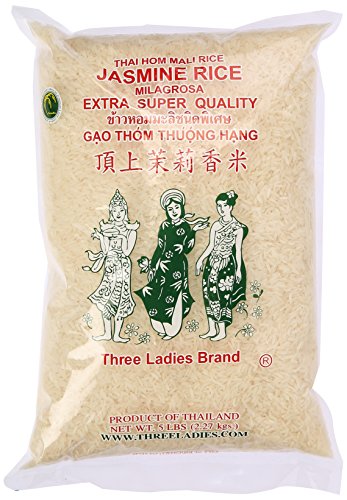 THAI HOM MALI RICE
JASMINE RICE
MILAGROSA
EXTRA SUPER QUALITY
ข้าวหอมมะลิชนิดพิเศษ
GẠO THƠM THƯỢNG HẠNG
頂上茉莉香米
Three Ladies Brand ®
PRODUCT OF THAILAND
NET WT. 5 LBS (2.27 kgs.)
WWW.THREELADIES.COM